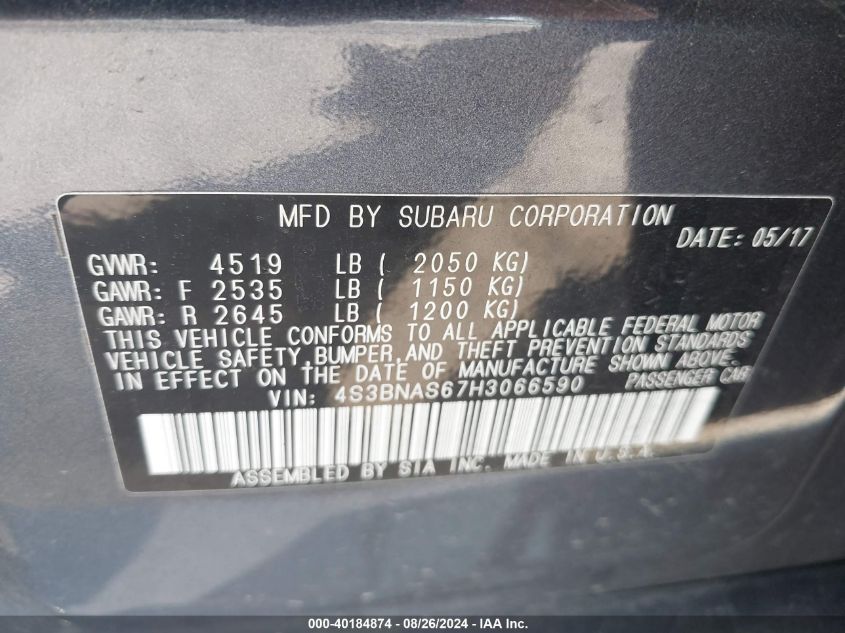 MFD BY SUBARU CORPORATION
DATE: 05/17
GVWR: 4519 LB ( 2050 KG)
GAWR: F 2535 LB ( 1150 KG)
GAWR: R 2645 LB ( 1200 KG)
THIS VEHICLE CONFORMS TO ALL APPLICABLE FEDERAL MOTOR
VEHICLE SAFETY,BUMPER,AND THEFT PREVENTION STANDARDS
IN EFFECT ON THE DATE OF MANUFACTURE SHOWN ABOVE.
VIN: 4S3BNAS67H3066590 PASSENGER CAR
ASSEMBLED BY SIA INC. MADE IN U.S.A.
000-40184874 | 08/26/2024 | IAA Inc.